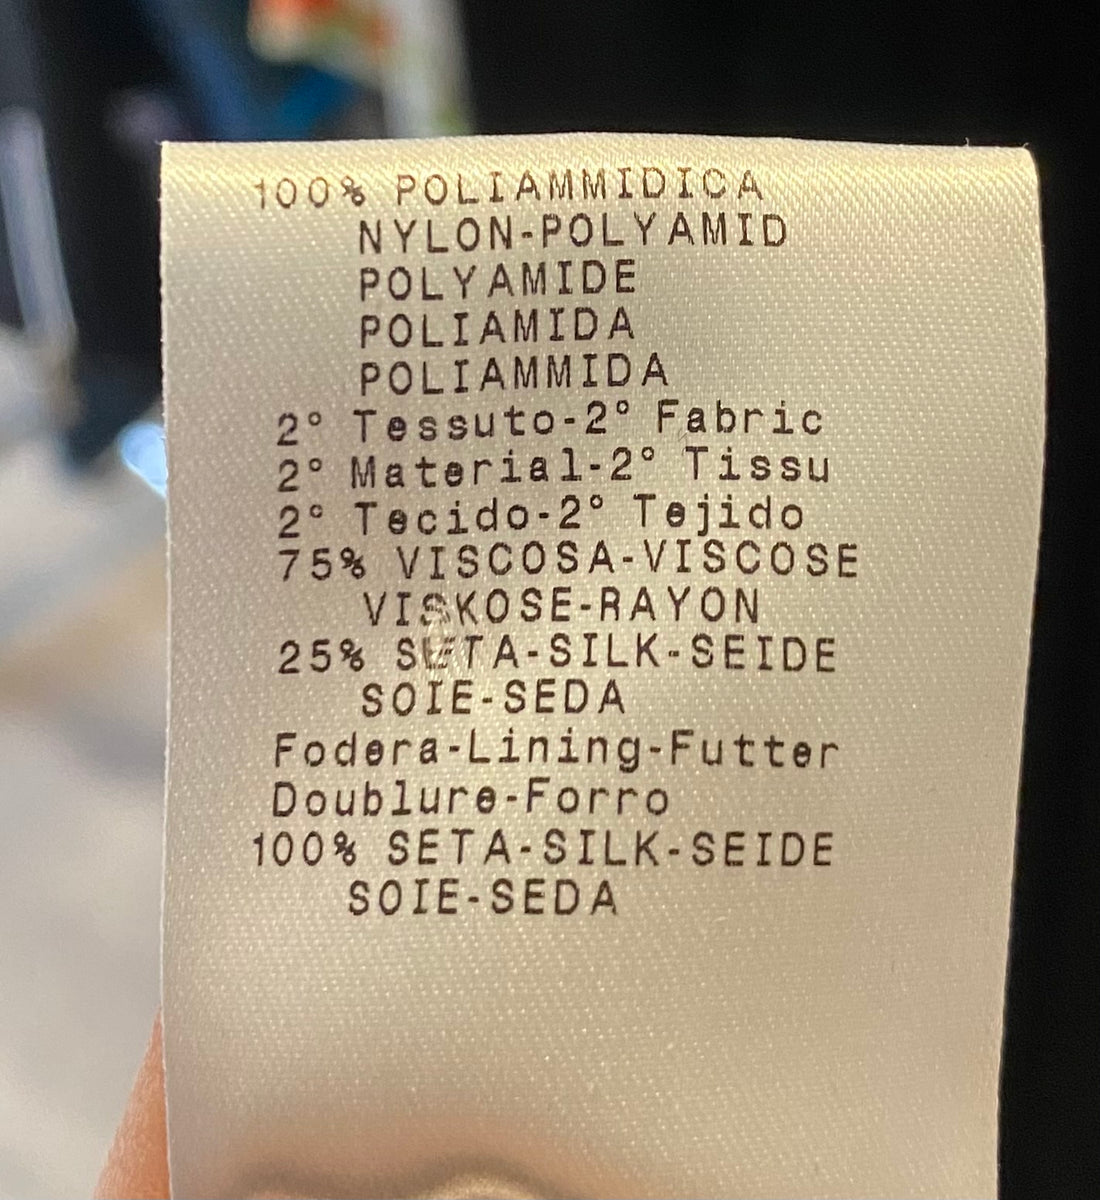 100% POLIAMMIDICA
NYLON-POLYAMID
POLYAMIDE
POLIAMIDA
POLIAMMIDA
2° Tessuto-2° Fabric
2° Material-2° Tissu
2° Tecido-2° Tejido
75% VISCOSA-VISCOSE
VISKOSE-RAYON
25% SETA-SILK-SEIDE
SOIE-SEDA
Fodera-Lining-Futter
Doublure-Forro
100% SETA-SILK-SEIDE
SOIE-SEDA